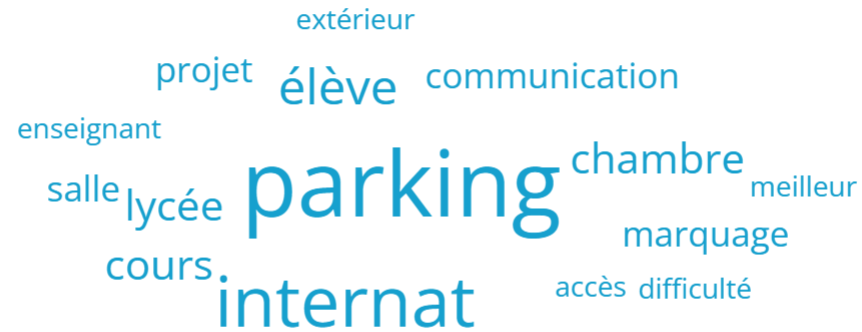 extérieur
projet
élève
communication
enseignant
parking
chambre
salle
lycée
meilleur
marquage
cours
internat
accès
difficulté